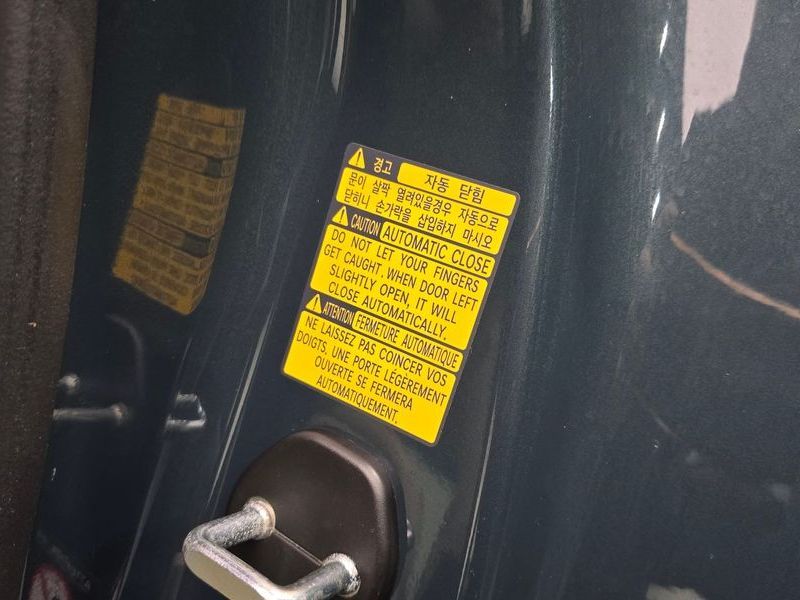 경고 자동 닫힘
문이 살짝 열려있을경우 자동으로
닫히니 손가락을 삽입하지 마시오
CAUTION AUTOMATIC CLOSE
DO NOT LET YOUR FINGERS
GET CAUGHT. WHEN DOOR LEFT
SLIGHTLY OPEN, IT WILL
CLOSE AUTOMATICALLY.
ATTENTION FERMETURE AUTOMATIQUE
NE LAISSEZ PAS COINCER VOS
DOIGTS. UNE PORTE LÉGEREMENT
OUVERTE SE FERMERA
AUTOMATIQUEMENT.